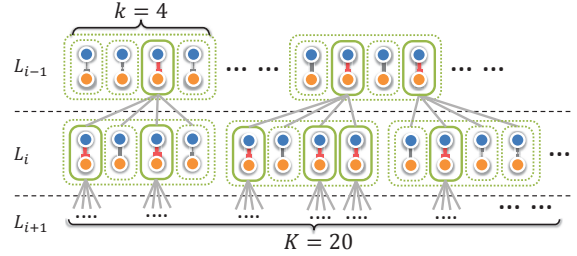 k = 4
L_{i-1}
... ... ... ...
L_i
...
L_{i+1}
.... .... .... .... .... .... ... ...
K = 20